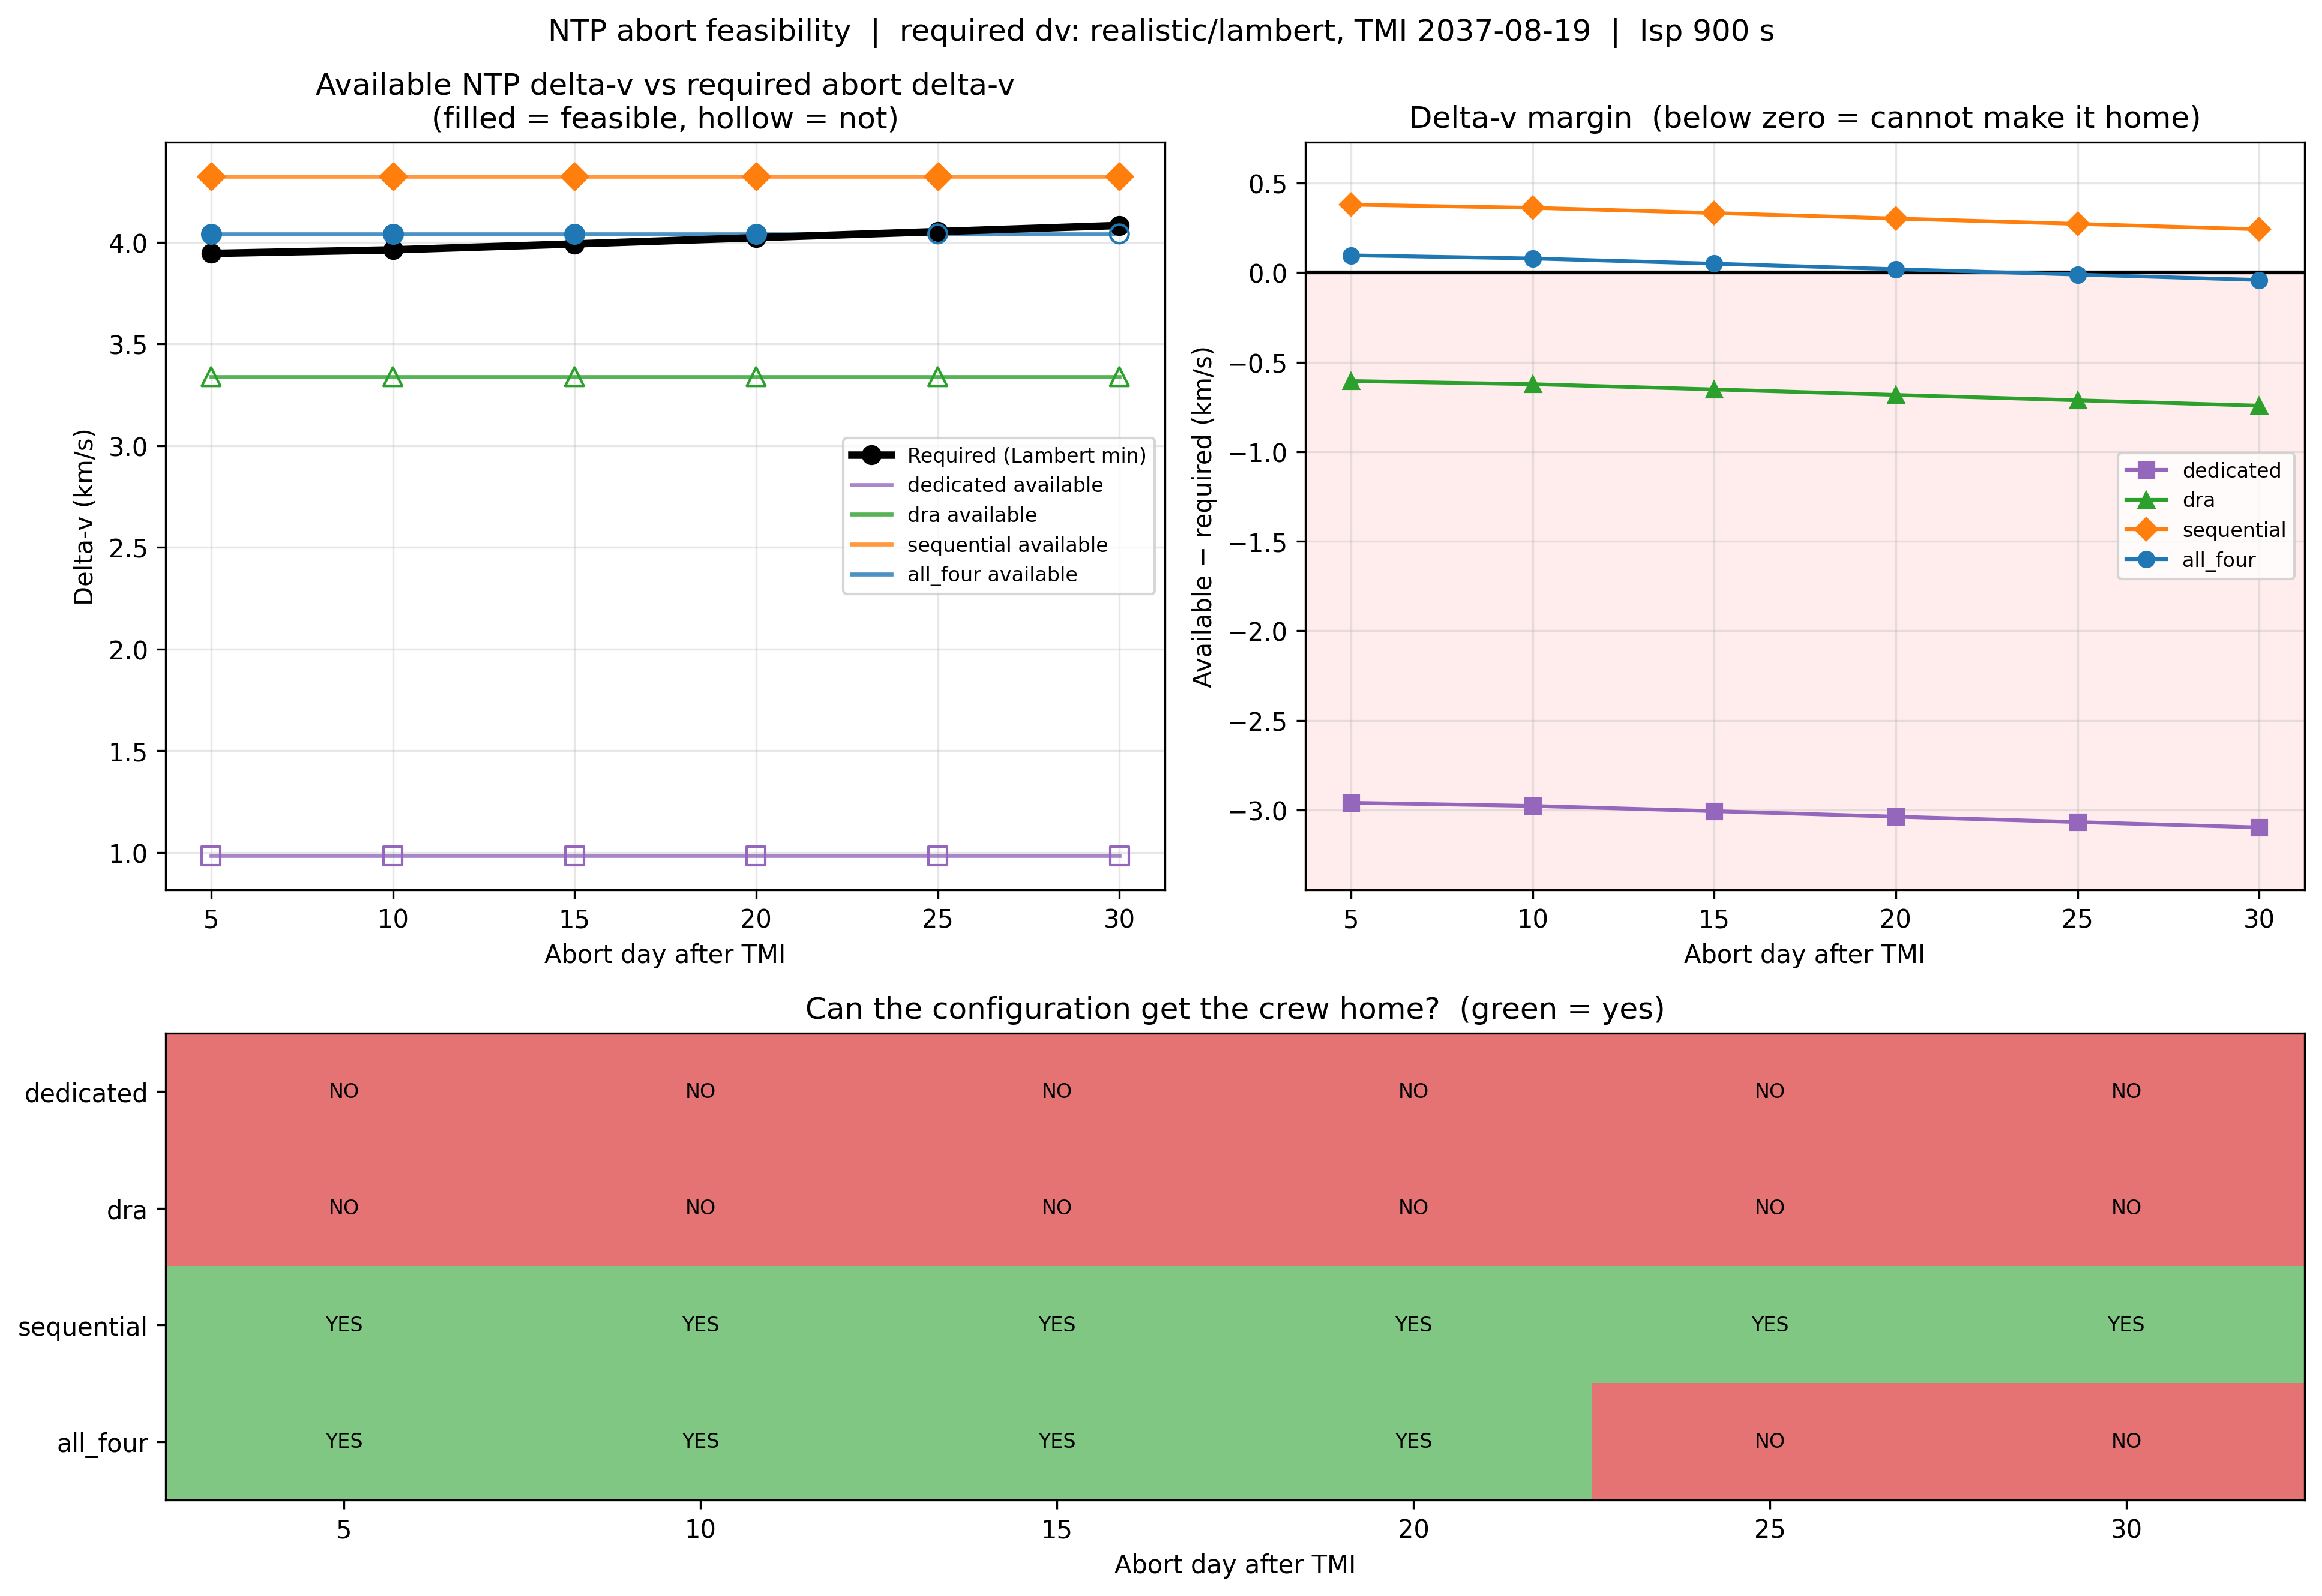 NTP abort feasibility  |  required dv: realistic/lambert, TMI 2037-08-19  |  Isp 900 s
Available NTP delta-v vs required abort delta-v
(filled = feasible, hollow = not)
Delta-v (km/s)
4.0
3.5
3.0
2.5
2.0
1.5
1.0
Required (Lambert min)
dedicated available
dra available
sequential available
all_four available
5
10
15
20
25
30
Abort day after TMI
Delta-v margin  (below zero = cannot make it home)
Available − required (km/s)
0.5
0.0
−0.5
−1.0
−1.5
−2.0
−2.5
−3.0
dedicated
dra
sequential
all_four
5
10
15
20
25
30
Abort day after TMI
Can the configuration get the crew home?  (green = yes)
dedicated NO NO NO NO NO NO
dra NO NO NO NO NO NO
sequential YES YES YES YES YES YES
all_four YES YES YES YES NO NO
5
10
15
20
25
30
Abort day after TMI